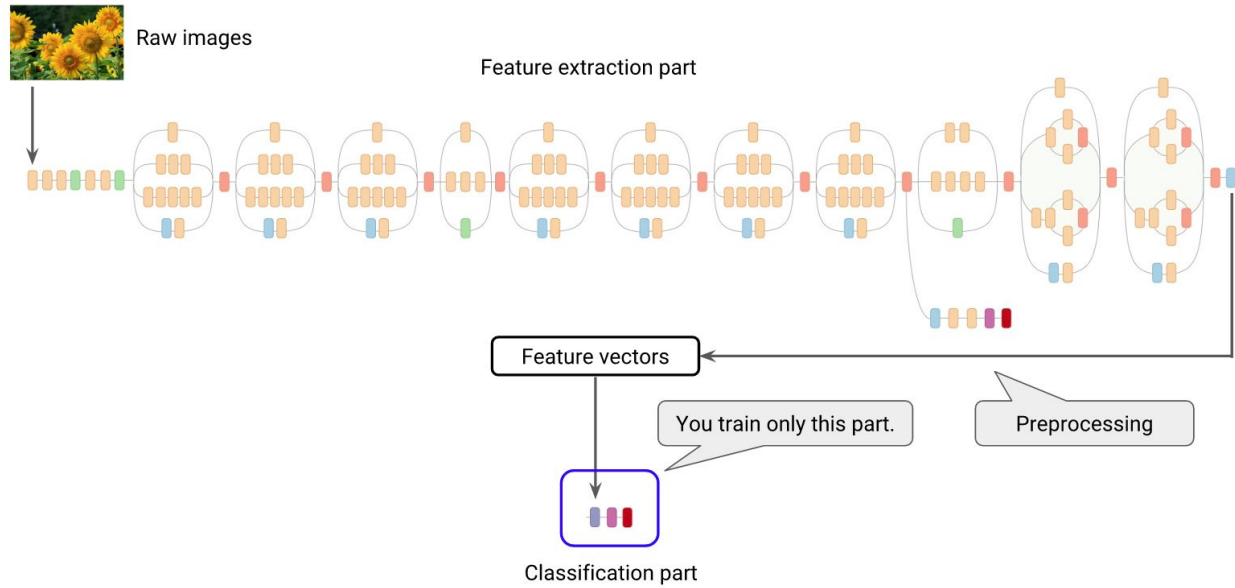 Raw images
Feature extraction part
Feature vectors
You train only this part.
Preprocessing
Classification part